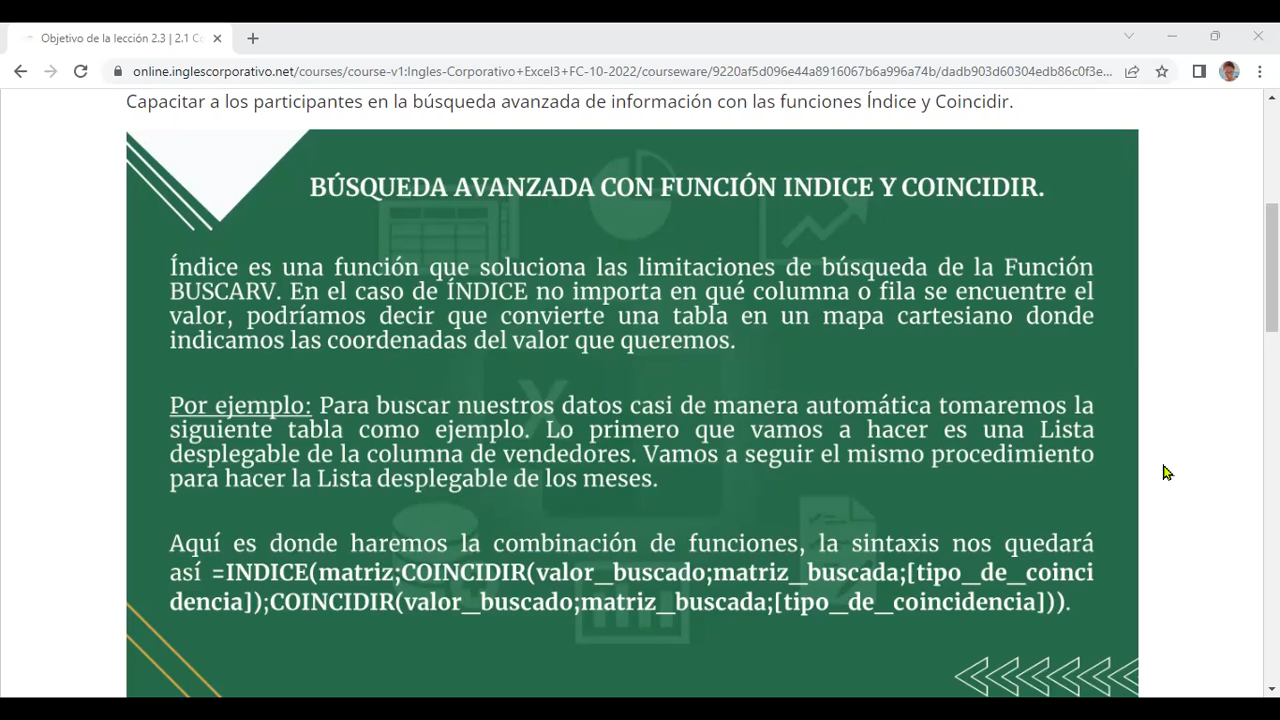 Objetivo de la lección 2.3 | 2.1 Co
online.inglescorporativo.net/courses/course-v1:Ingles-Corporativo+Excel3+FC-10-2022/courseware/9220af5d096e44a8916067b6a996a74b/dadb903d60304edb86c0f3e...
Capacitar a los participantes en la búsqueda avanzada de información con las funciones Índice y Coincidir.
BÚSQUEDA AVANZADA CON FUNCIÓN INDICE Y COINCIDIR.
Índice es una función que soluciona las limitaciones de búsqueda de la Función
BUSCARV. En el caso de ÍNDICE no importa en qué columna o fila se encuentre el
valor, podríamos decir que convierte una tabla en un mapa cartesiano donde
indicamos las coordenadas del valor que queremos.
Por ejemplo: Para buscar nuestros datos casi de manera automática tomaremos la
siguiente tabla como ejemplo. Lo primero que vamos a hacer es una Lista
desplegable de la columna de vendedores. Vamos a seguir el mismo procedimiento
para hacer la Lista desplegable de los meses.
Aquí es donde haremos la combinación de funciones, la sintaxis nos quedará
así =INDICE(matriz;COINCIDIR(valor_buscado;matriz_buscada;[tipo_de_coinci
dencia]);COINCIDIR(valor_buscado;matriz_buscada;[tipo_de_coincidencia])).